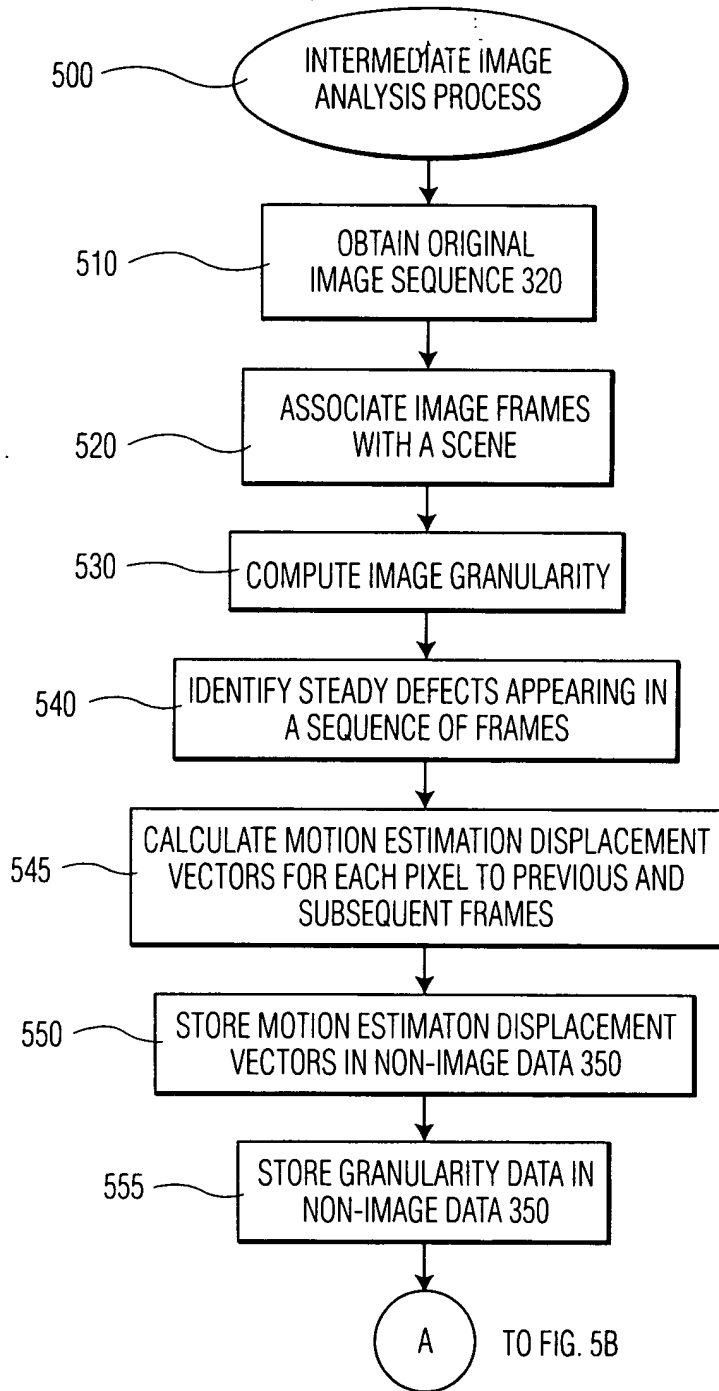 500
INTERMEDIATE IMAGE
ANALYSIS PROCESS
510
OBTAIN ORIGINAL
IMAGE SEQUENCE 320
520
ASSOCIATE IMAGE FRAMES
WITH A SCENE
530
COMPUTE IMAGE GRANULARITY
540
IDENTIFY STEADY DEFECTS APPEARING IN
A SEQUENCE OF FRAMES
545
CALCULATE MOTION ESTIMATION DISPLACEMENT
VECTORS FOR EACH PIXEL TO PREVIOUS AND
SUBSEQUENT FRAMES
550
STORE MOTION ESTIMATON DISPLACEMENT
VECTORS IN NON-IMAGE DATA 350
555
STORE GRANULARITY DATA IN
NON-IMAGE DATA 350
A
TO FIG. 5B